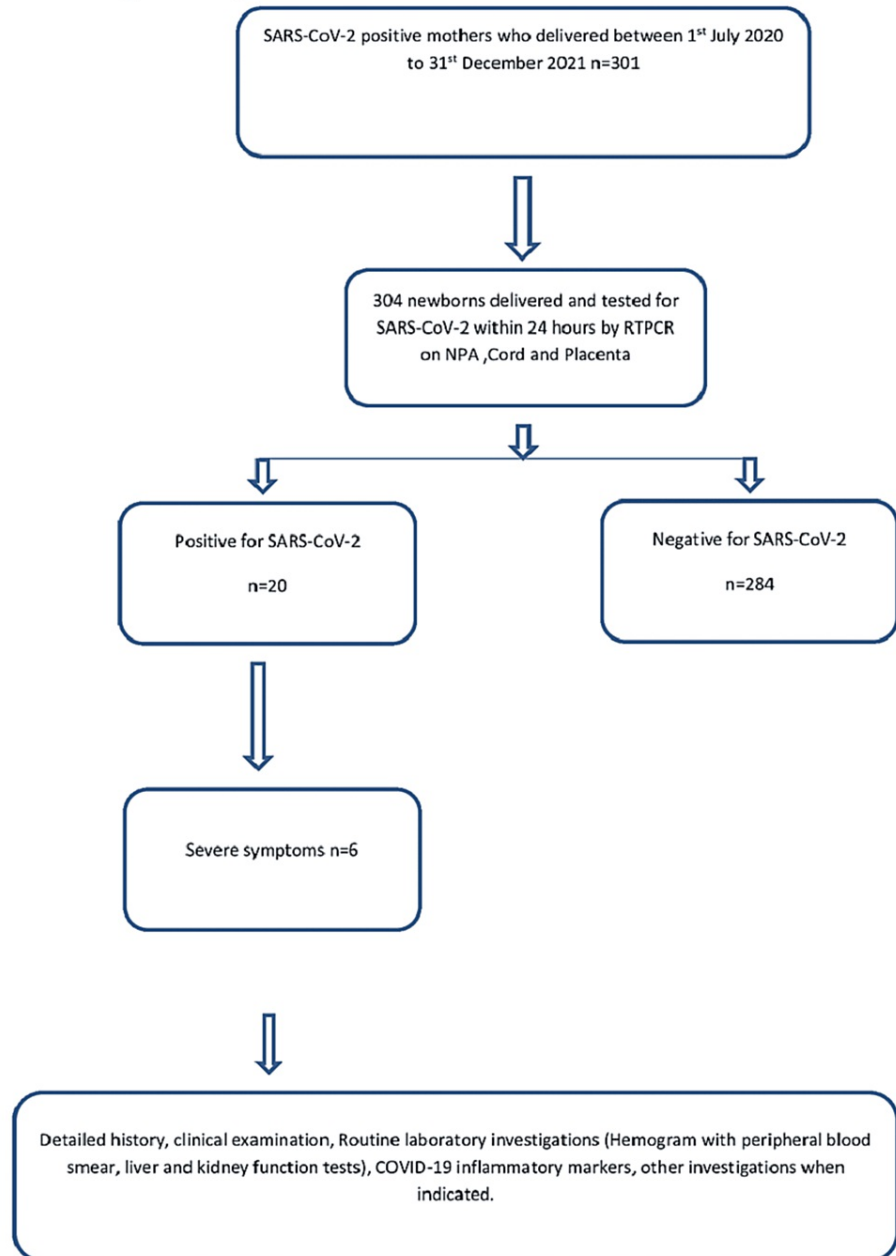 SARS-CoV-2 positive mothers who delivered between 1st July 2020
to 31st December 2021 n=301
304 newborns delivered and tested for
SARS-CoV-2 within 24 hours by RTPCR
on NPA ,Cord and Placenta
Positive for SARS-CoV-2
n=20
Negative for SARS-CoV-2
n=284
Severe symptoms n=6
Detailed history, clinical examination, Routine laboratory investigations (Hemogram with peripheral blood
smear, liver and kidney function tests), COVID-19 inflammatory markers, other investigations when
indicated.